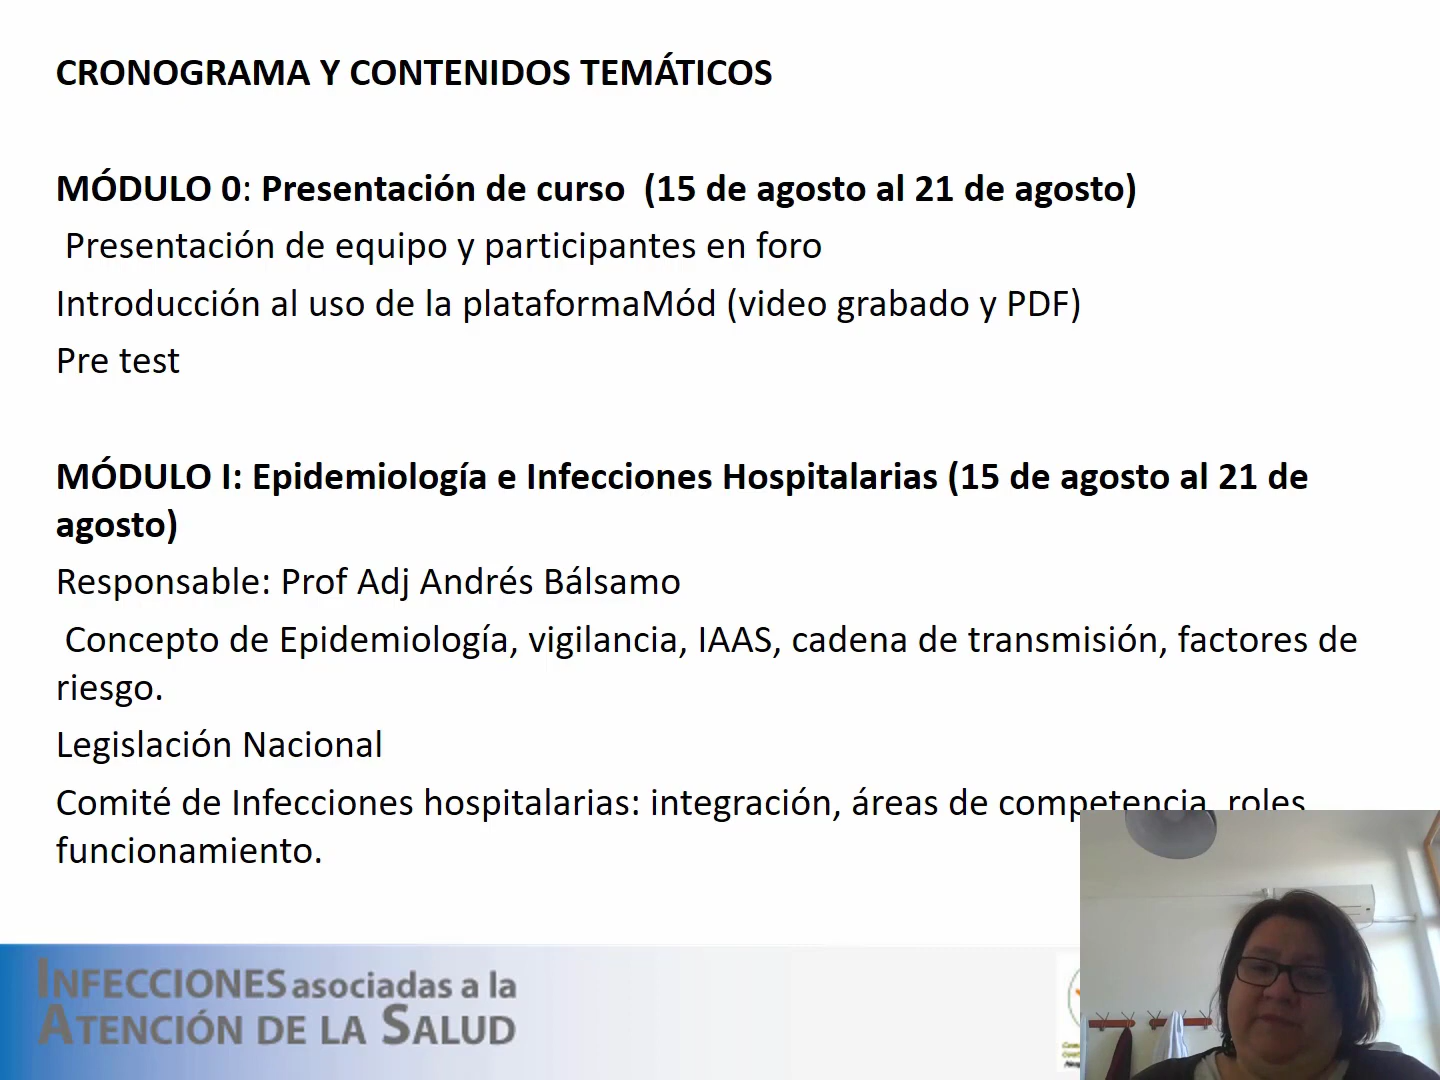 CRONOGRAMA Y CONTENIDOS TEMÁTICOS
MÓDULO 0: Presentación de curso  (15 de agosto al 21 de agosto)
Presentación de equipo y participantes en foro
Introducción al uso de la plataformaMód (video grabado y PDF)
Pre test
MÓDULO I: Epidemiología e Infecciones Hospitalarias (15 de agosto al 21 de
agosto)
Responsable: Prof Adj Andrés Bálsamo
Concepto de Epidemiología, vigilancia, IAAS, cadena de transmisión, factores de
riesgo.
Legislación Nacional
Comité de Infecciones hospitalarias: integración, áreas de competencia, roles
funcionamiento.
INFECCIONES asociadas a la
ATENCIÓN DE LA SALUD